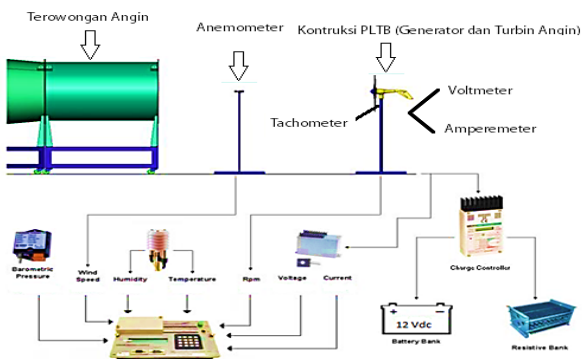 Terowongan Angin
Anemometer
Kontruksi PLTB (Generator dan Turbin Angin)
Voltmeter
Tachometer
Amperemeter
Barometric
Pressure
Wind
Speed
Humidity
Temperature
Rpm
Voltage
Current
Charge Controller
12 Vdc
Battery Bank
Resistive Bank